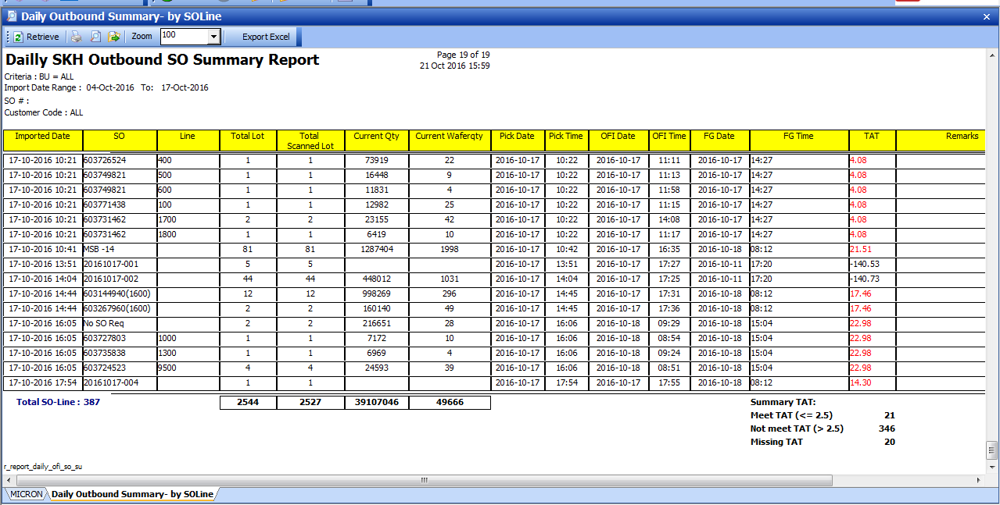 Daily Outbound Summary- by SOLine
Retrieve Zoom 100 Export Excel
Dailly SKH Outbound SO Summary Report
Page 19 of 19
21 Oct 2016 15:59
Criteria : BU = ALL
Import Date Range : 04-Oct-2016 To: 17-Oct-2016
SO # :
Customer Code : ALL
Imported Date SO Line Total Lot Total Scanned Lot Current Qty Current Waferqty Pick Date Pick Time OFI Date OFI Time FG Date FG Time TAT Remarks
17-10-2016 10:21 603726524 400 1 1 73919 22 2016-10-17 10:22 2016-10-17 11:11 2016-10-17 14:27 4.08
17-10-2016 10:21 603749821 500 1 1 16448 9 2016-10-17 10:22 2016-10-17 11:13 2016-10-17 14:27 4.08
17-10-2016 10:21 603749821 600 1 1 11831 4 2016-10-17 10:22 2016-10-17 11:58 2016-10-17 14:27 4.08
17-10-2016 10:21 603771438 100 1 1 12982 25 2016-10-17 10:22 2016-10-17 11:15 2016-10-17 14:27 4.08
17-10-2016 10:21 603731462 1700 2 2 23155 42 2016-10-17 10:22 2016-10-17 14:08 2016-10-17 14:27 4.08
17-10-2016 10:21 603731462 1800 1 1 6419 10 2016-10-17 10:22 2016-10-17 11:17 2016-10-17 14:27 4.08
17-10-2016 10:41 MSB -14 81 81 1287404 1998 2016-10-17 10:42 2016-10-17 16:35 2016-10-18 08:12 21.51
17-10-2016 13:51 20161017-001 5 5 2016-10-17 13:51 2016-10-17 17:27 2016-10-11 17:20 -140.53
17-10-2016 14:04 20161017-002 44 44 448012 1031 2016-10-17 14:04 2016-10-17 17:25 2016-10-11 17:20 -140.73
17-10-2016 14:44 603144940(1600) 12 12 998269 296 2016-10-17 14:45 2016-10-17 17:31 2016-10-18 08:12 17.46
17-10-2016 14:44 603267960(1600) 2 2 160140 49 2016-10-17 14:45 2016-10-17 17:36 2016-10-18 08:12 17.46
17-10-2016 16:05 No SO Req 2 2 216651 28 2016-10-17 16:06 2016-10-18 09:29 2016-10-18 15:04 22.98
17-10-2016 16:05 603727803 1000 1 1 7172 10 2016-10-17 16:06 2016-10-18 08:54 2016-10-18 15:04 22.98
17-10-2016 16:05 603735838 1300 1 1 6969 4 2016-10-17 16:06 2016-10-18 09:24 2016-10-18 15:04 22.98
17-10-2016 16:05 603724523 9500 4 4 24593 39 2016-10-17 16:06 2016-10-18 08:51 2016-10-18 15:04 22.98
17-10-2016 17:54 20161017-004 1 1 2016-10-17 17:54 2016-10-17 17:55 2016-10-18 08:12 14.30
Total SO-Line : 387 2544 2527 39107046 49666
Summary TAT:
Meet TAT (<= 2.5) 21
Not meet TAT (> 2.5) 346
Missing TAT 20
r_report_daily_ofi_so_su
MICRON Daily Outbound Summary- by SOLine